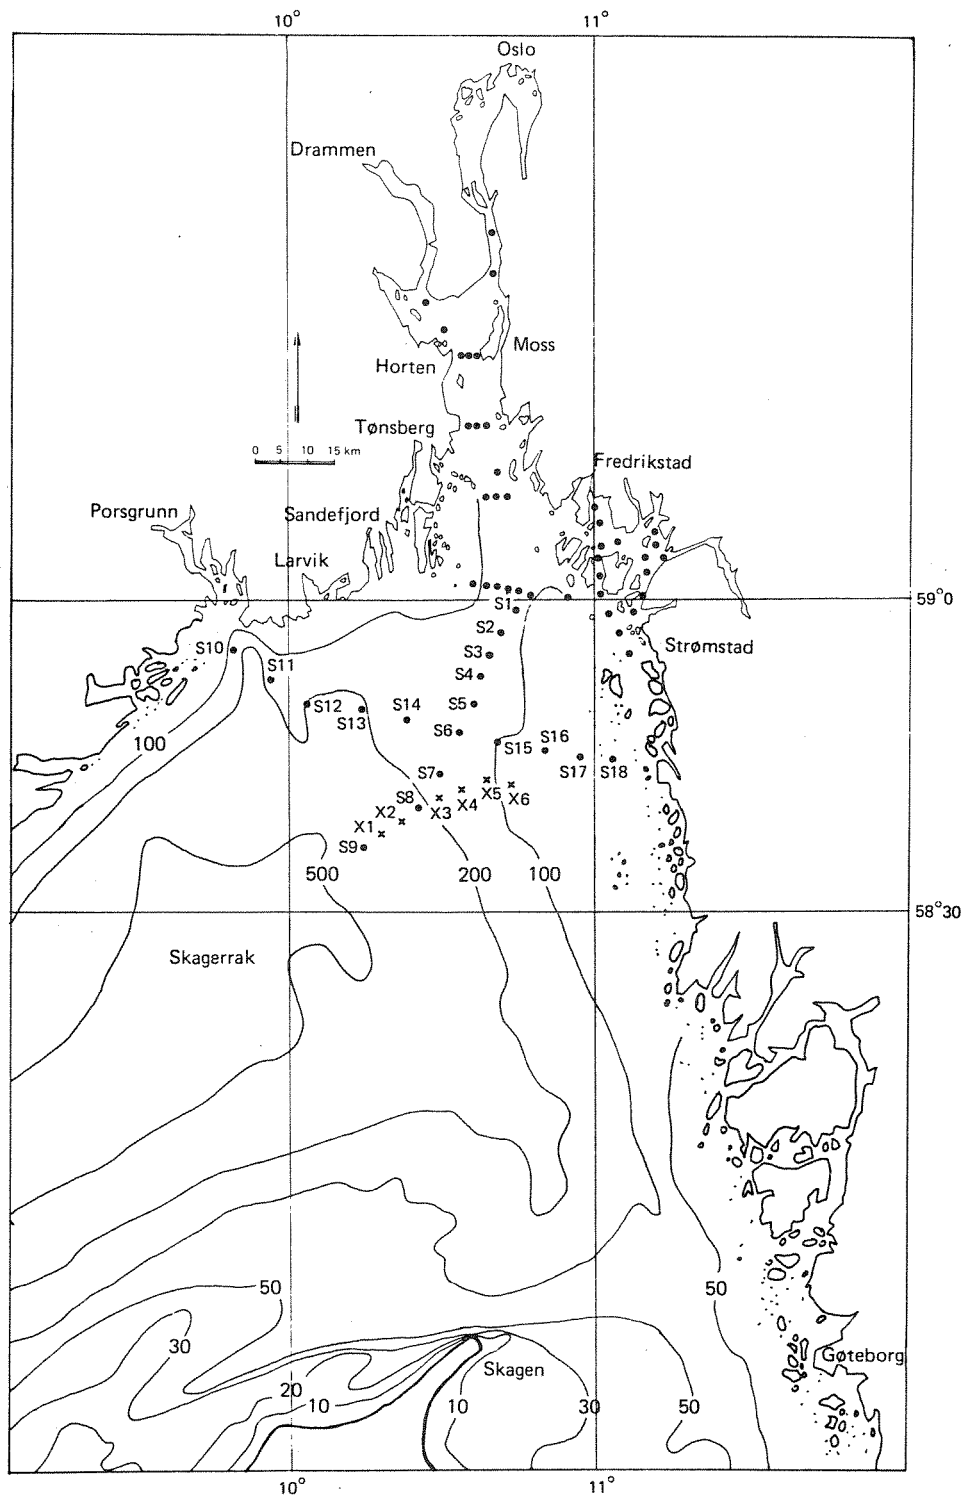 10° 11°
Oslo
Drammen
Moss
Horten
Tønsberg
0 5 10 15 km
Fredrikstad
Porsgrunn
Sandefjord
Larvik
S1
59°0
S2
Strømstad
S10
S3
S11
S4
S12
S13
S14
S5
S6
100
S15
S16
S17
S18
S7
X5
X6
S8
X3
X4
X2
X1
S9
500
200
100
58°30
Skagerrak
50
50
30
Gøteborg
Skagen
20
10
10
30
50
10° 11°